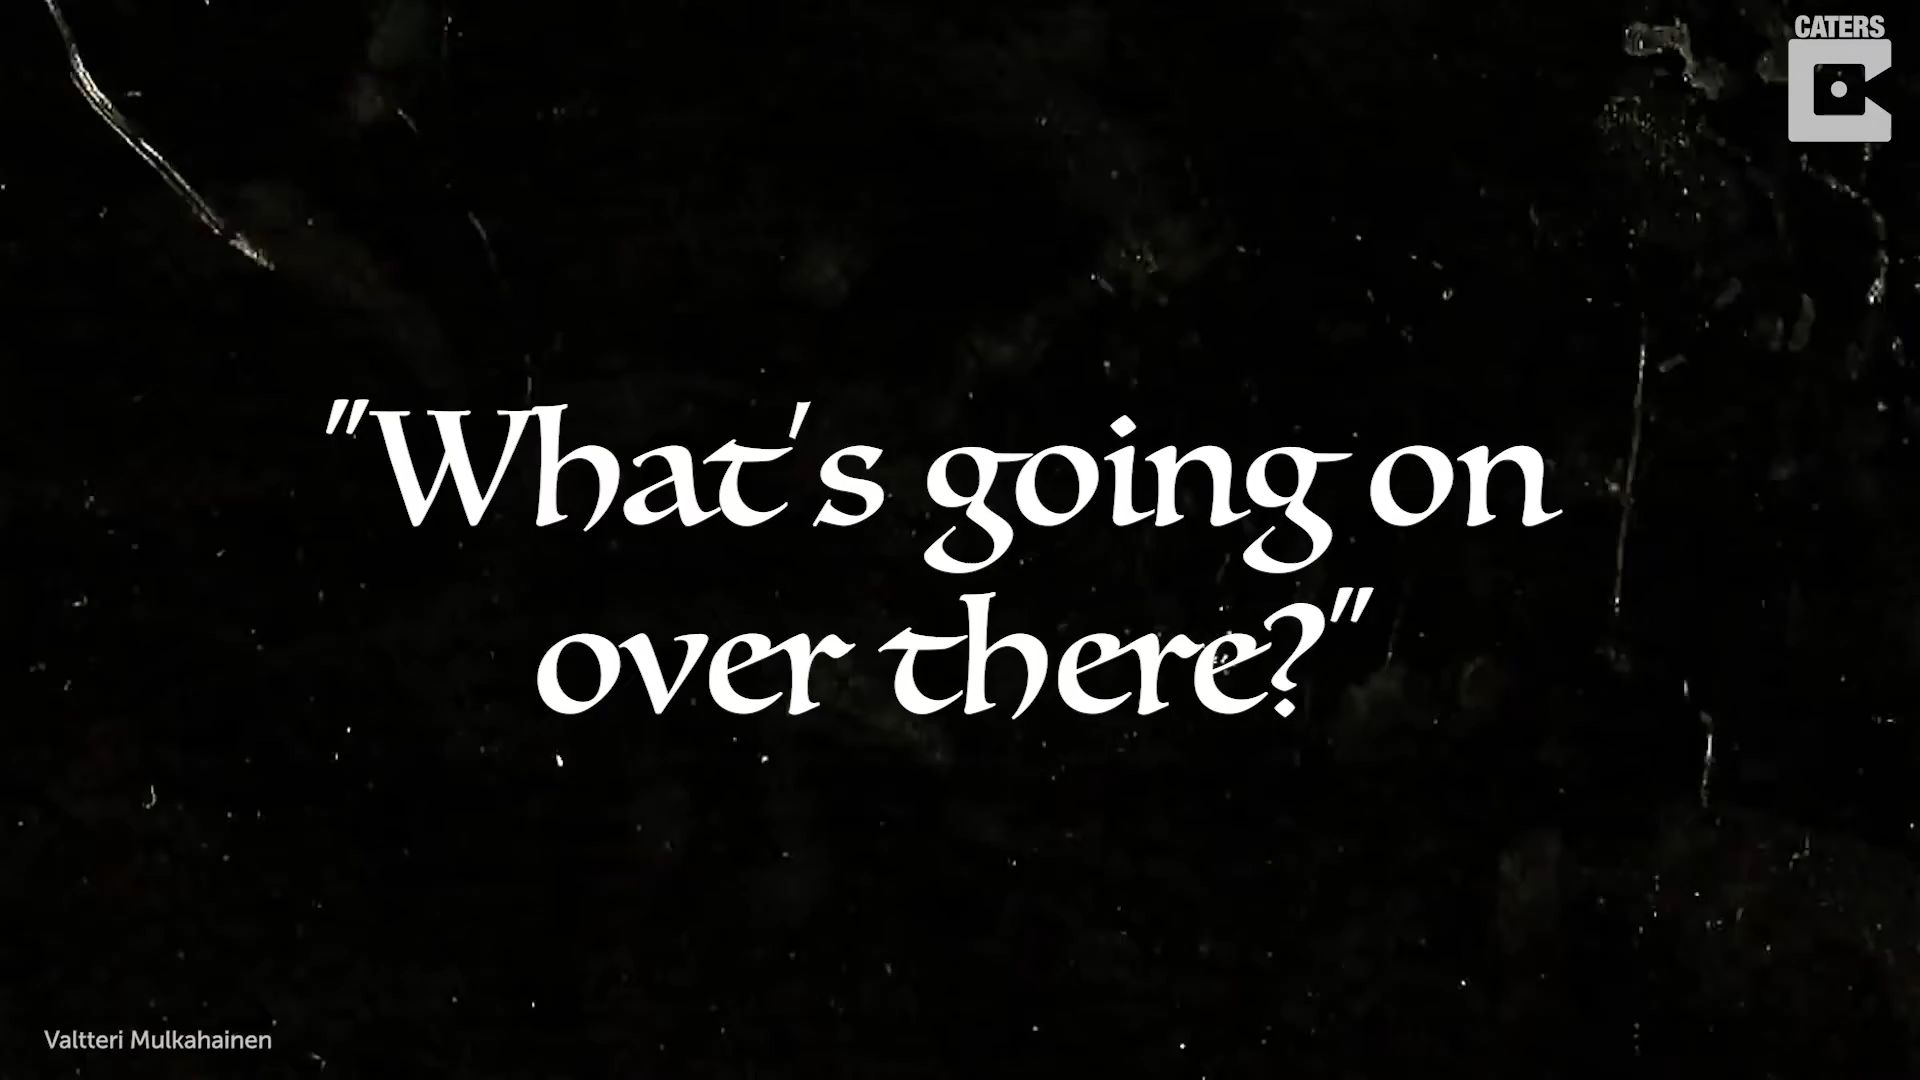 CATERS
"What's going on
over there?"
Valtteri Mulkahainen